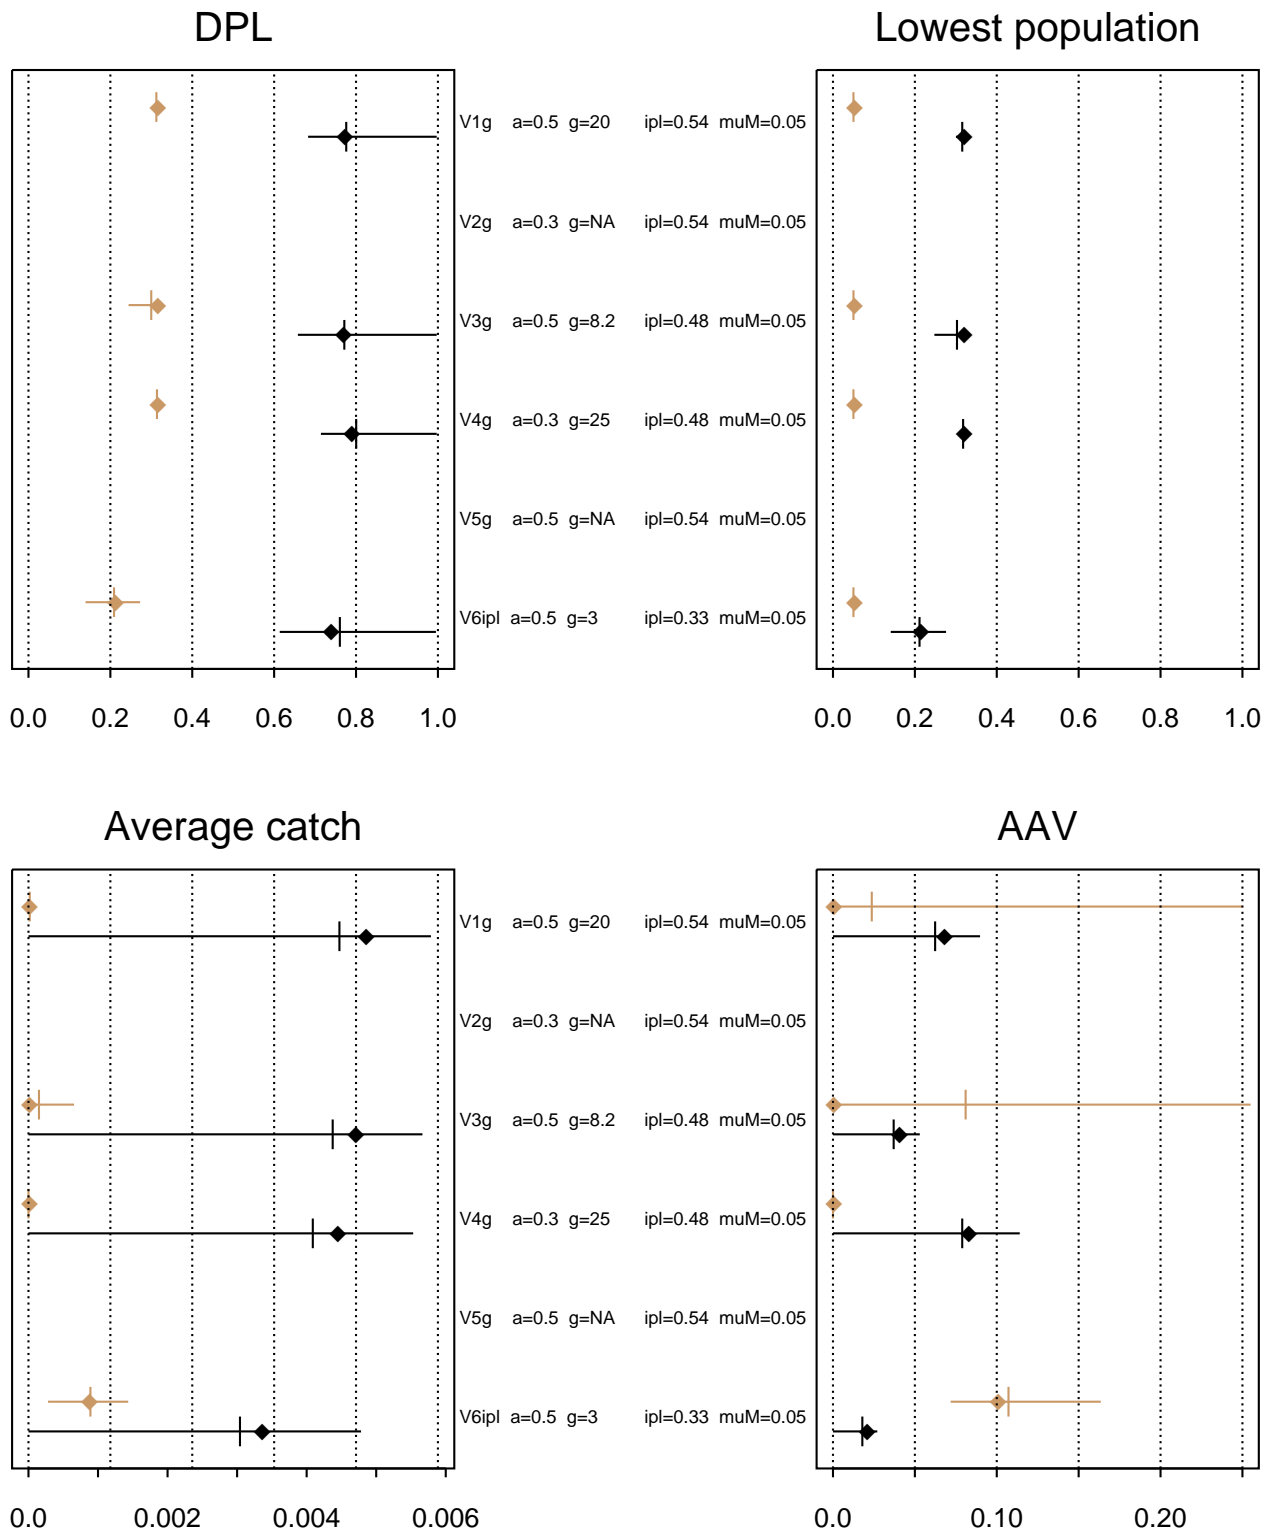 DPL
Lowest population
V1g a=0.5 g=20 ipl=0.54 muM=0.05
V2g a=0.3 g=NA ipl=0.54 muM=0.05
V3g a=0.5 g=8.2 ipl=0.48 muM=0.05
V4g a=0.3 g=25 ipl=0.48 muM=0.05
V5g a=0.5 g=NA ipl=0.54 muM=0.05
V6ipl a=0.5 g=3 ipl=0.33 muM=0.05
0.0 0.2 0.4 0.6 0.8 1.0
0.0 0.2 0.4 0.6 0.8 1.0
Average catch
AAV
V1g a=0.5 g=20 ipl=0.54 muM=0.05
V2g a=0.3 g=NA ipl=0.54 muM=0.05
V3g a=0.5 g=8.2 ipl=0.48 muM=0.05
V4g a=0.3 g=25 ipl=0.48 muM=0.05
V5g a=0.5 g=NA ipl=0.54 muM=0.05
V6ipl a=0.5 g=3 ipl=0.33 muM=0.05
0.0 0.002 0.004 0.006
0.0 0.10 0.20